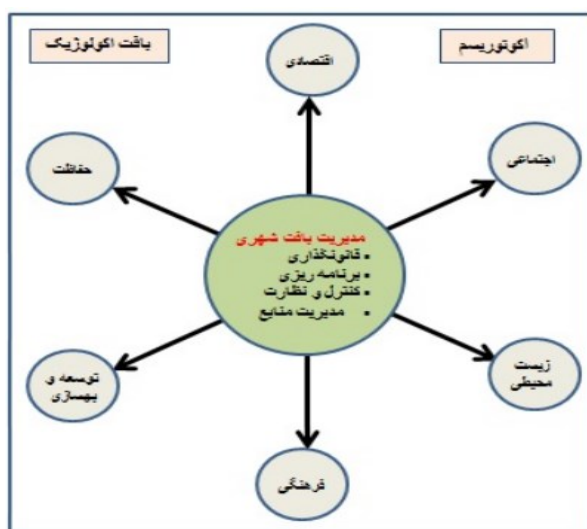 اکوتوریسم
بافت اکولوژیک
اقتصادی
اجتماعی
حفاظت
مدیریت بافت شهری
▪ قانونگذاری
▪ برنامه ریزی
▪ کنترل و نظارت
▪ مدیریت منابع
زیست
محیطی
توسعه و
بهسازی
فرهنگی